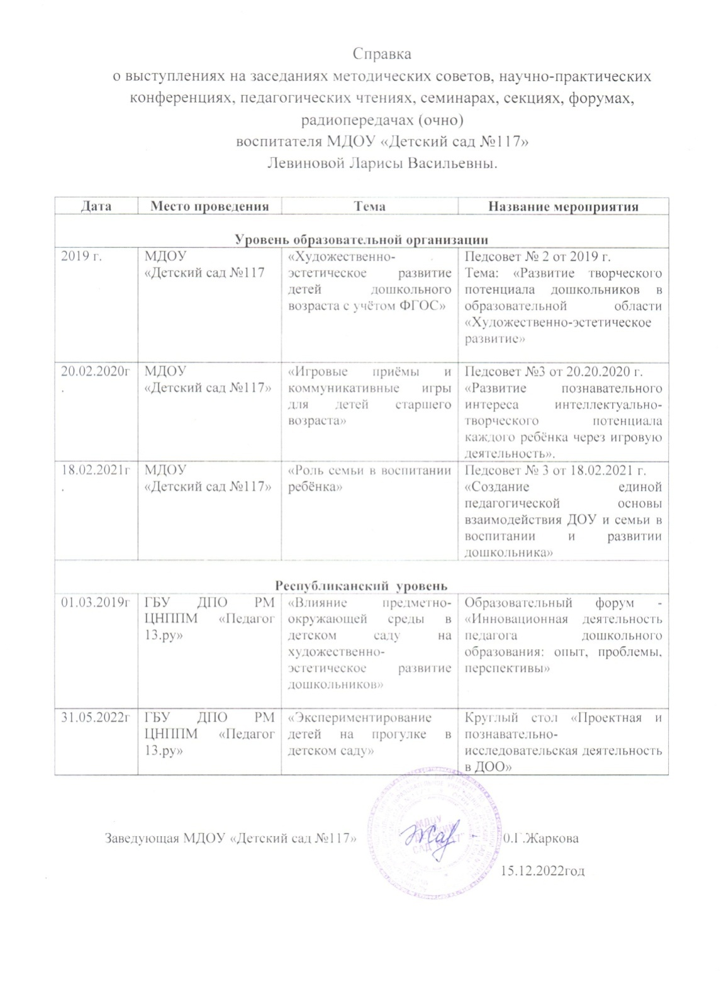 Справка
о выступлениях на заседаниях методических советов, научно-практических
конференциях, педагогических чтениях, семинарах, секциях, форумах,
радиопередачах (очно)
воспитателя МДОУ «Детский сад №117»
Левиновой Ларисы Васильевны.
Дата Место проведения Тема Название мероприятия
Уровень образовательной организации
2019 г.
МДОУ
«Детский сад №117
«Художественно-
эстетическое развитие
детей дошкольного
возраста с учётом ФГОС»
Педсовет № 2 от 2019 г.
Тема: «Развитие творческого
потенциала дошкольников в
образовательной области
«Художественно-эстетическое
развитие»
20.02.2020г
.
МДОУ
«Детский сад №117»
«Игровые приёмы и
коммуникативные игры
для детей старшего
возраста»
Педсовет №3 от 20.20.2020 г.
«Развитие познавательного
интереса интеллектуально-
творческого потенциала
каждого ребёнка через игровую
деятельность».
18.02.2021г
.
МДОУ
«Детский сад №117»
«Роль семьи в воспитании
ребёнка»
Педсовет № 3 от 18.02.2021 г.
«Создание единой
педагогической основы
взаимодействия ДОУ и семьи в
воспитании и развитии
дошкольника»
Республиканский уровень
01.03.2019г
ГБУ ДПО РМ
ЦНППМ «Педагог
13.ру»
«Влияние предметно-
окружающей среды в
детском саду на
художественно-
эстетическое развитие
дошкольников»
Образовательный форум -
«Инновационная деятельность
педагога дошкольного
образования: опыт, проблемы,
перспективы»
31.05.2022г
ГБУ ДПО РМ
ЦНППМ «Педагог
13.ру»
«Экспериментирование
детей на прогулке в
детском саду»
Круглый стол «Проектная и
познавательно-
исследовательская деятельность
в ДОО»
Заведующая МДОУ «Детский сад №117» О.Г.Жаркова
МДОУ
САД
15.12.2022год